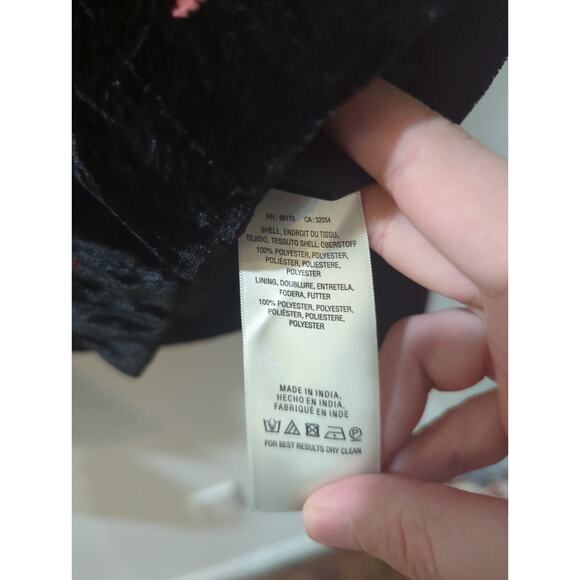 RN: 66170 CA: 32054
SHELL, ENDROIT DU TISSU,
TEJIDO, TESSUTO SHELL, OBERSTOFF
100% POLYESTER, POLYESTER,
POLIÉSTER, POLIESTERE,
POLYESTER
LINING, DOUBLURE, ENTRETELA,
FODERA, FUTTER
100% POLYESTER, POLYESTER,
POLIÉSTER, POLIESTERE,
POLYESTER
MADE IN INDIA,
HECHO EN INDIA,
FABRIQUÉ EN INDE
FOR BEST RESULTS DRY CLEAN